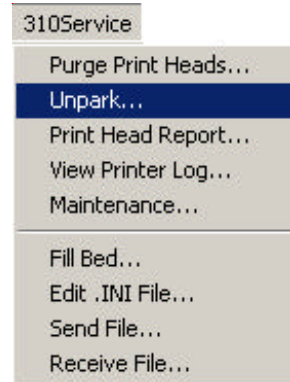 310Service
Purge Print Heads...
Unpark...
Print Head Report...
View Printer Log...
Maintenance...
Fill Bed...
Edit .INI File...
Send File...
Receive File...